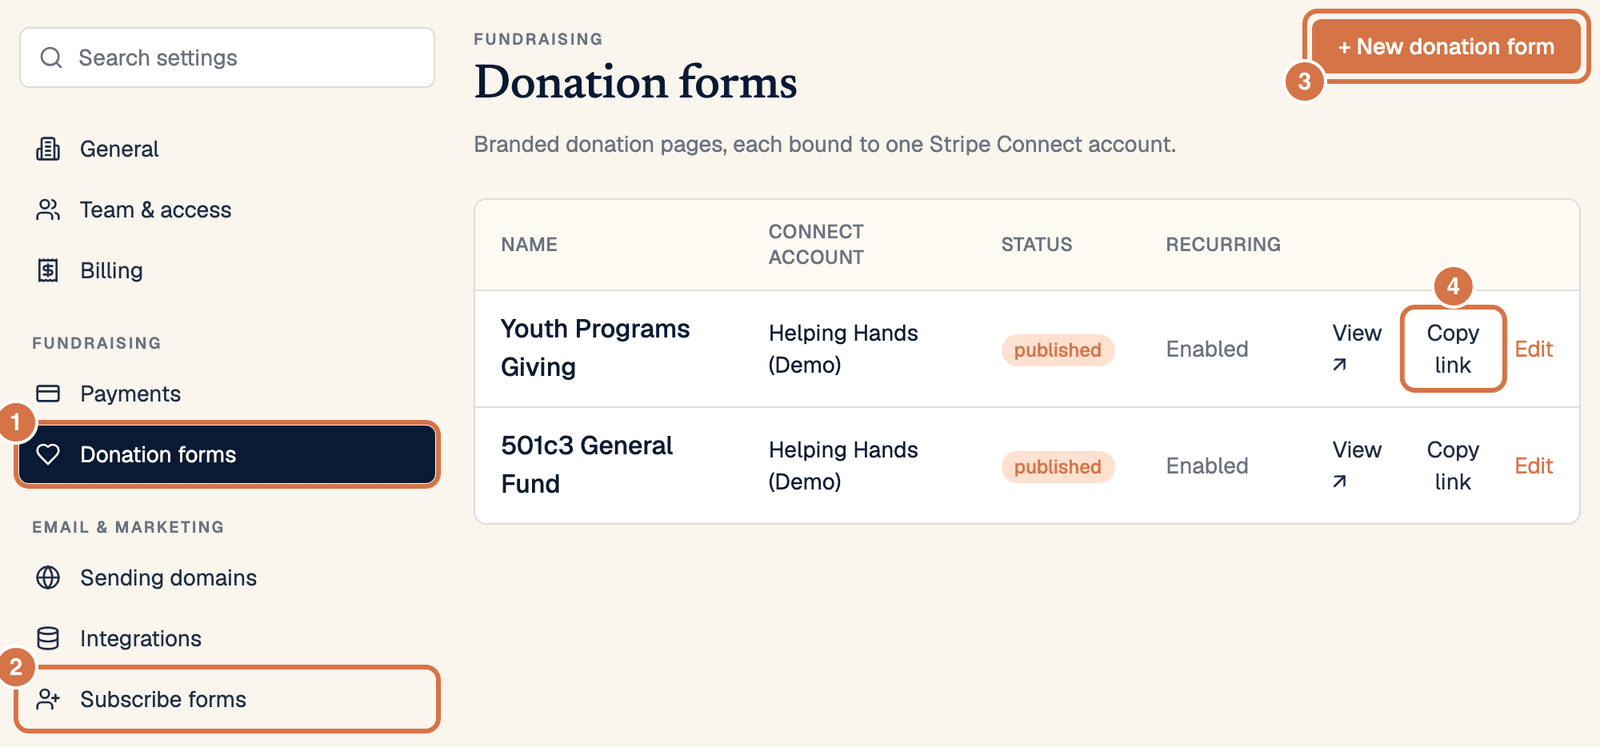 Search settings
General
Team & access
Billing
FUNDRAISING
Payments
1
Donation forms
EMAIL & MARKETING
Sending domains
Integrations
2
Subscribe forms
FUNDRAISING
Donation forms
+ New donation form
3
Branded donation pages, each bound to one Stripe Connect account.
NAME
CONNECT
ACCOUNT
STATUS
RECURRING
4
Youth Programs
Giving
Helping Hands
(Demo)
published
Enabled
View
↗
Copy
link
Edit
501c3 General
Fund
Helping Hands
(Demo)
published
Enabled
View
↗
Copy
link
Edit